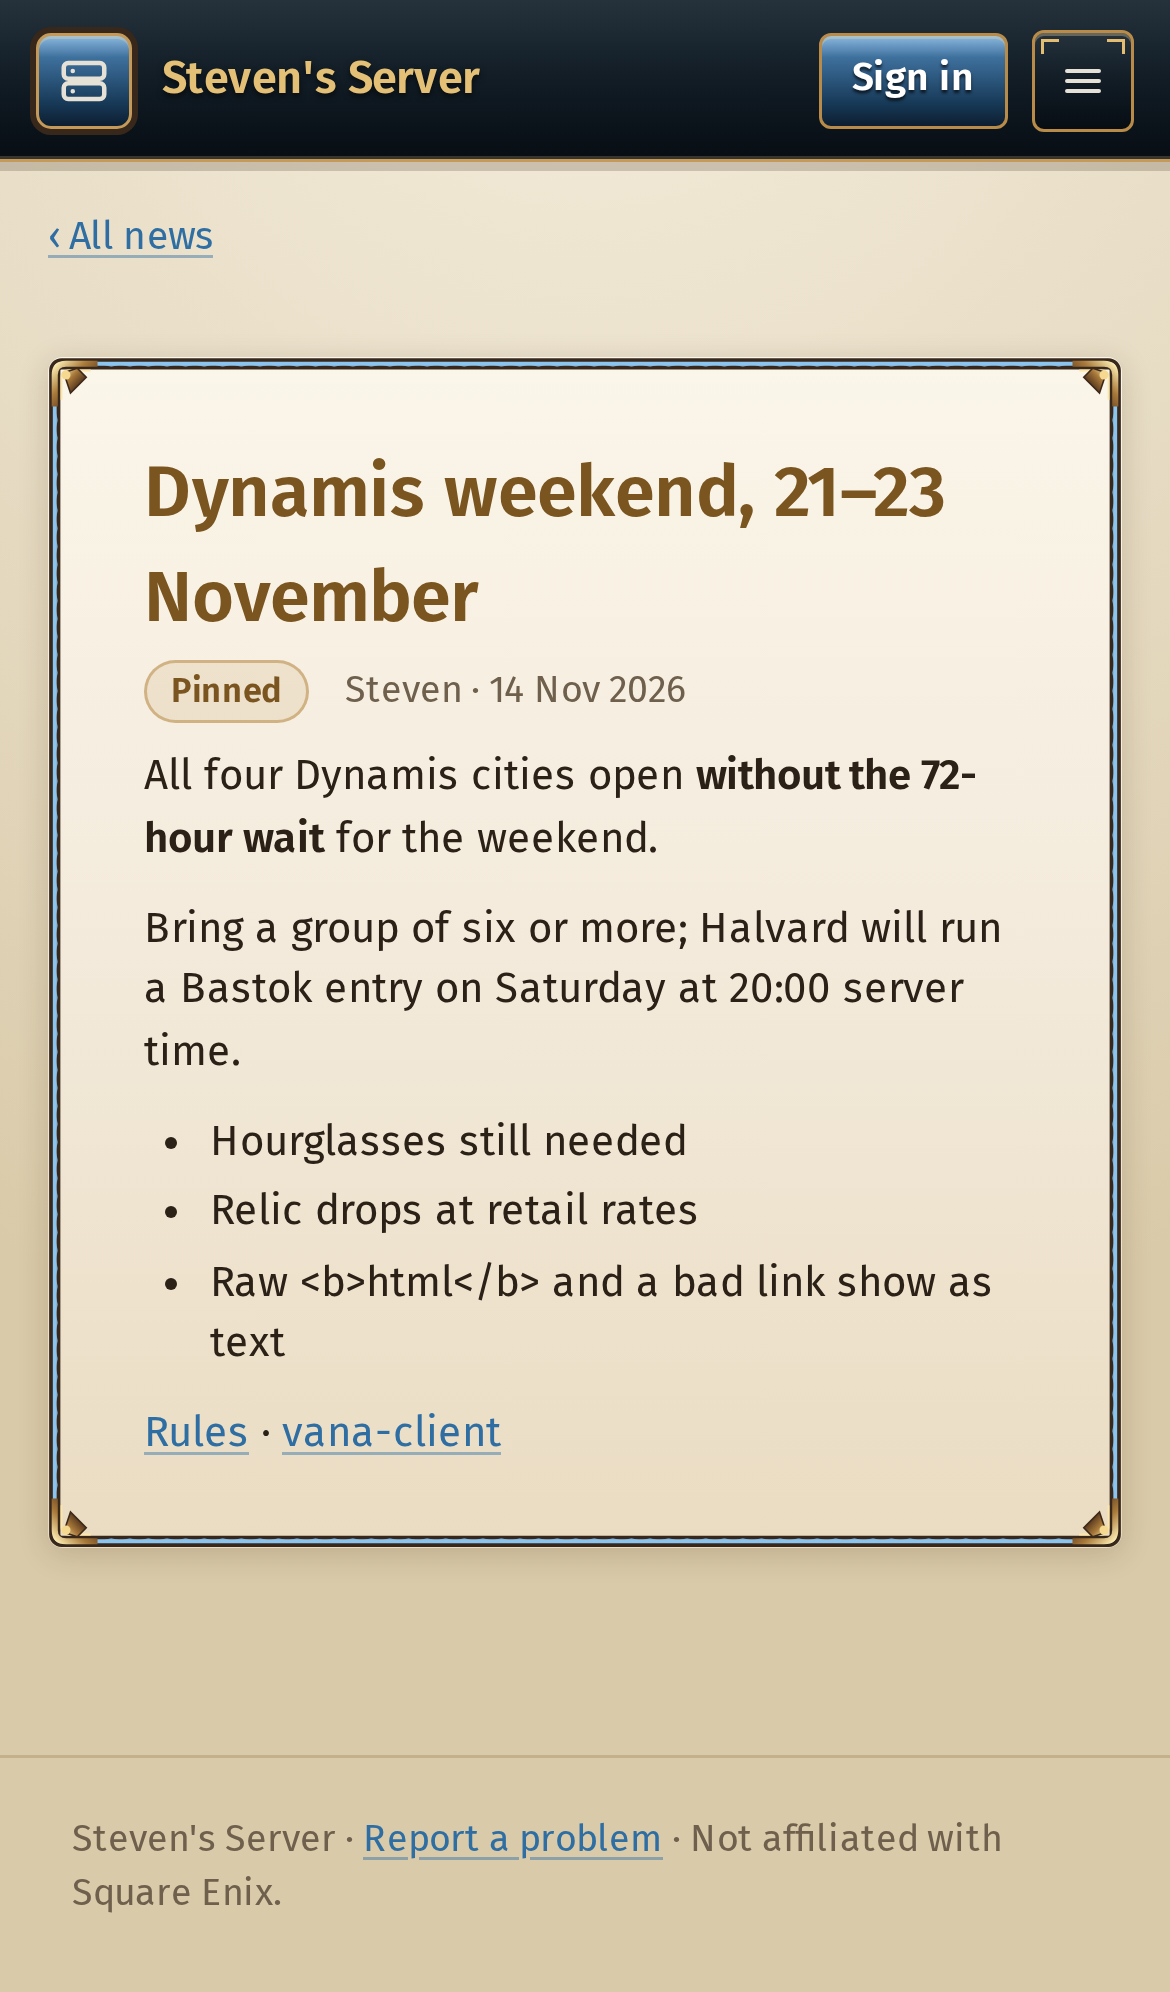 Steven's Server
Sign in
‹ All news
Dynamis weekend, 21–23
November
Pinned
Steven · 14 Nov 2026
All four Dynamis cities open without the 72-
hour wait for the weekend.
Bring a group of six or more; Halvard will run
a Bastok entry on Saturday at 20:00 server
time.
• Hourglasses still needed
• Relic drops at retail rates
• Raw <b>html</b> and a bad link show as
text
Rules · vana-client
Steven's Server · Report a problem · Not affiliated with
Square Enix.